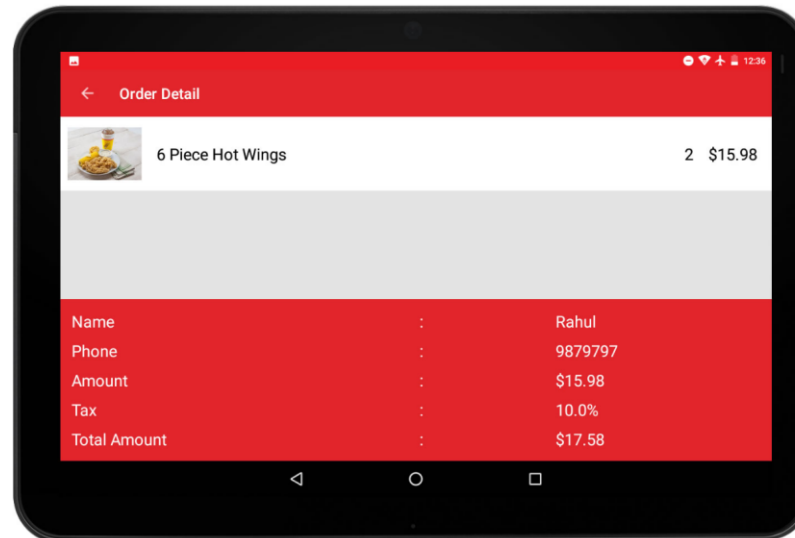 12:36
Order Detail
6 Piece Hot Wings 2 $15.98
Name : Rahul
Phone : 9879797
Amount : $15.98
Tax : 10.0%
Total Amount : $17.58